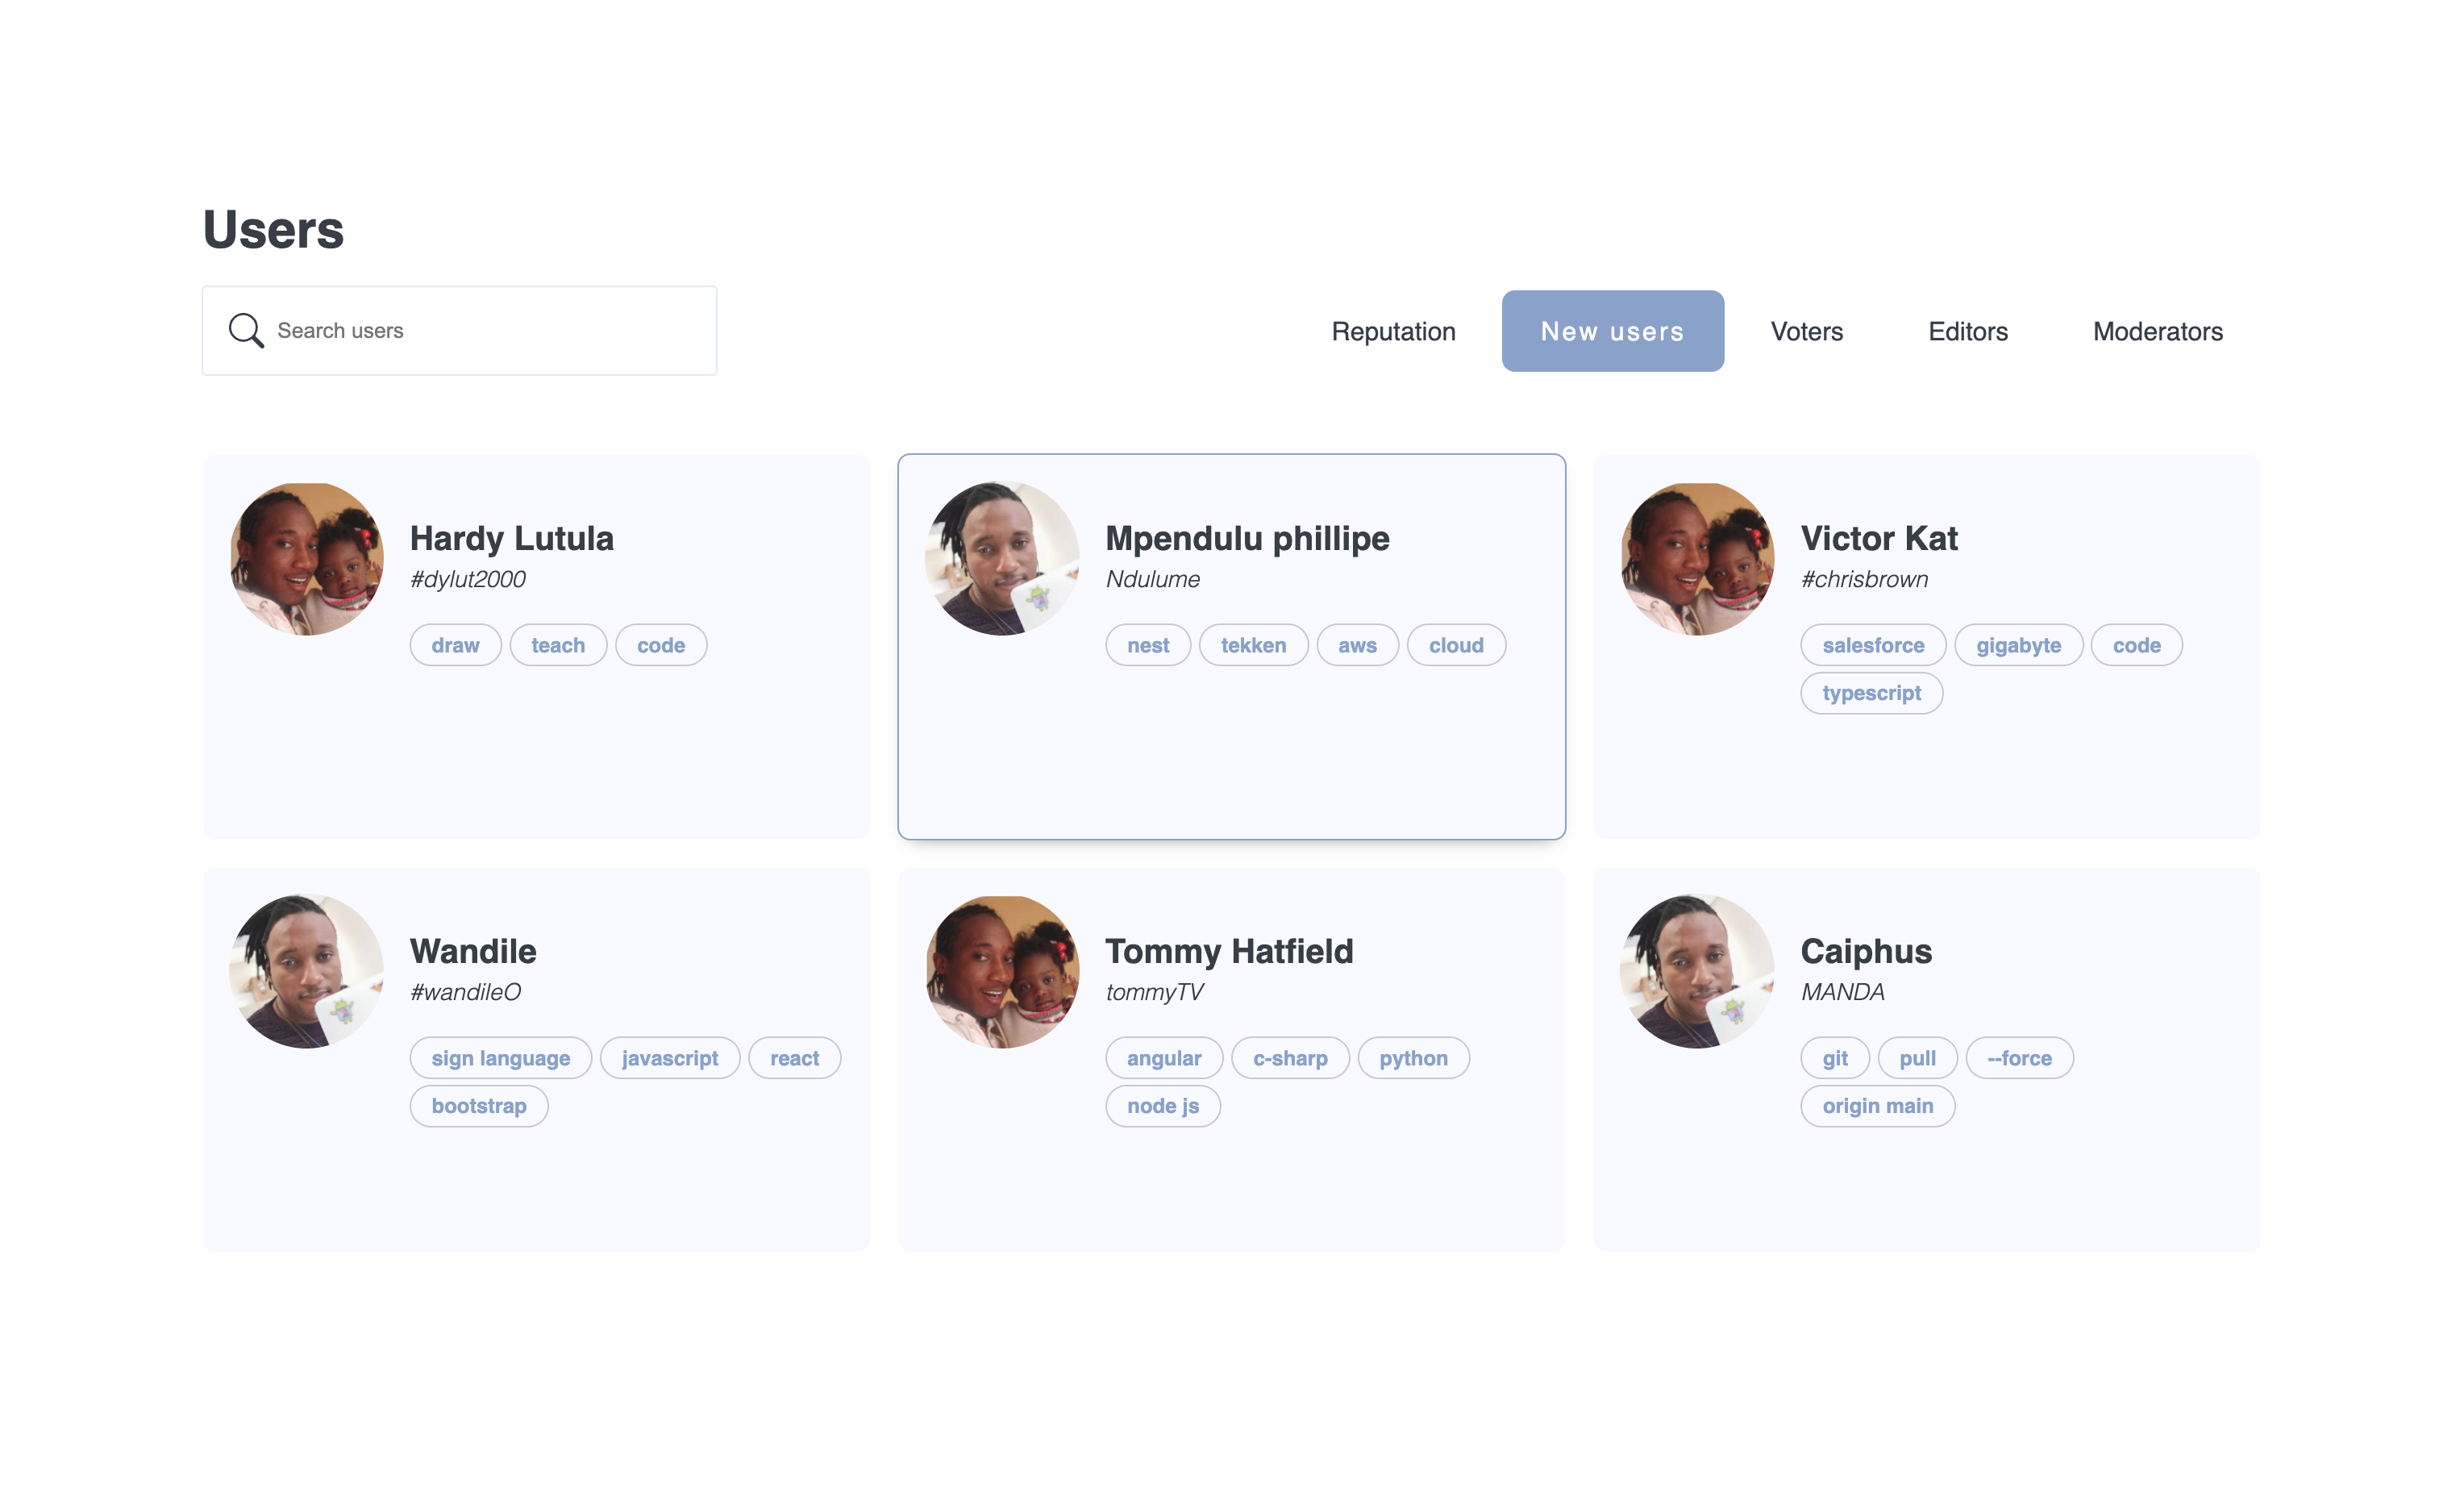 Users
Search users
Reputation New users Voters Editors Moderators
Hardy Lutula
#dylut2000
draw teach code
Mpendulu phillipe
Ndulume
nest tekken aws cloud
Victor Kat
#chrisbrown
salesforce gigabyte code
typescript
Wandile
#wandileO
sign language javascript react
bootstrap
Tommy Hatfield
tommyTV
angular c-sharp python
node js
Caiphus
MANDA
git pull --force
origin main